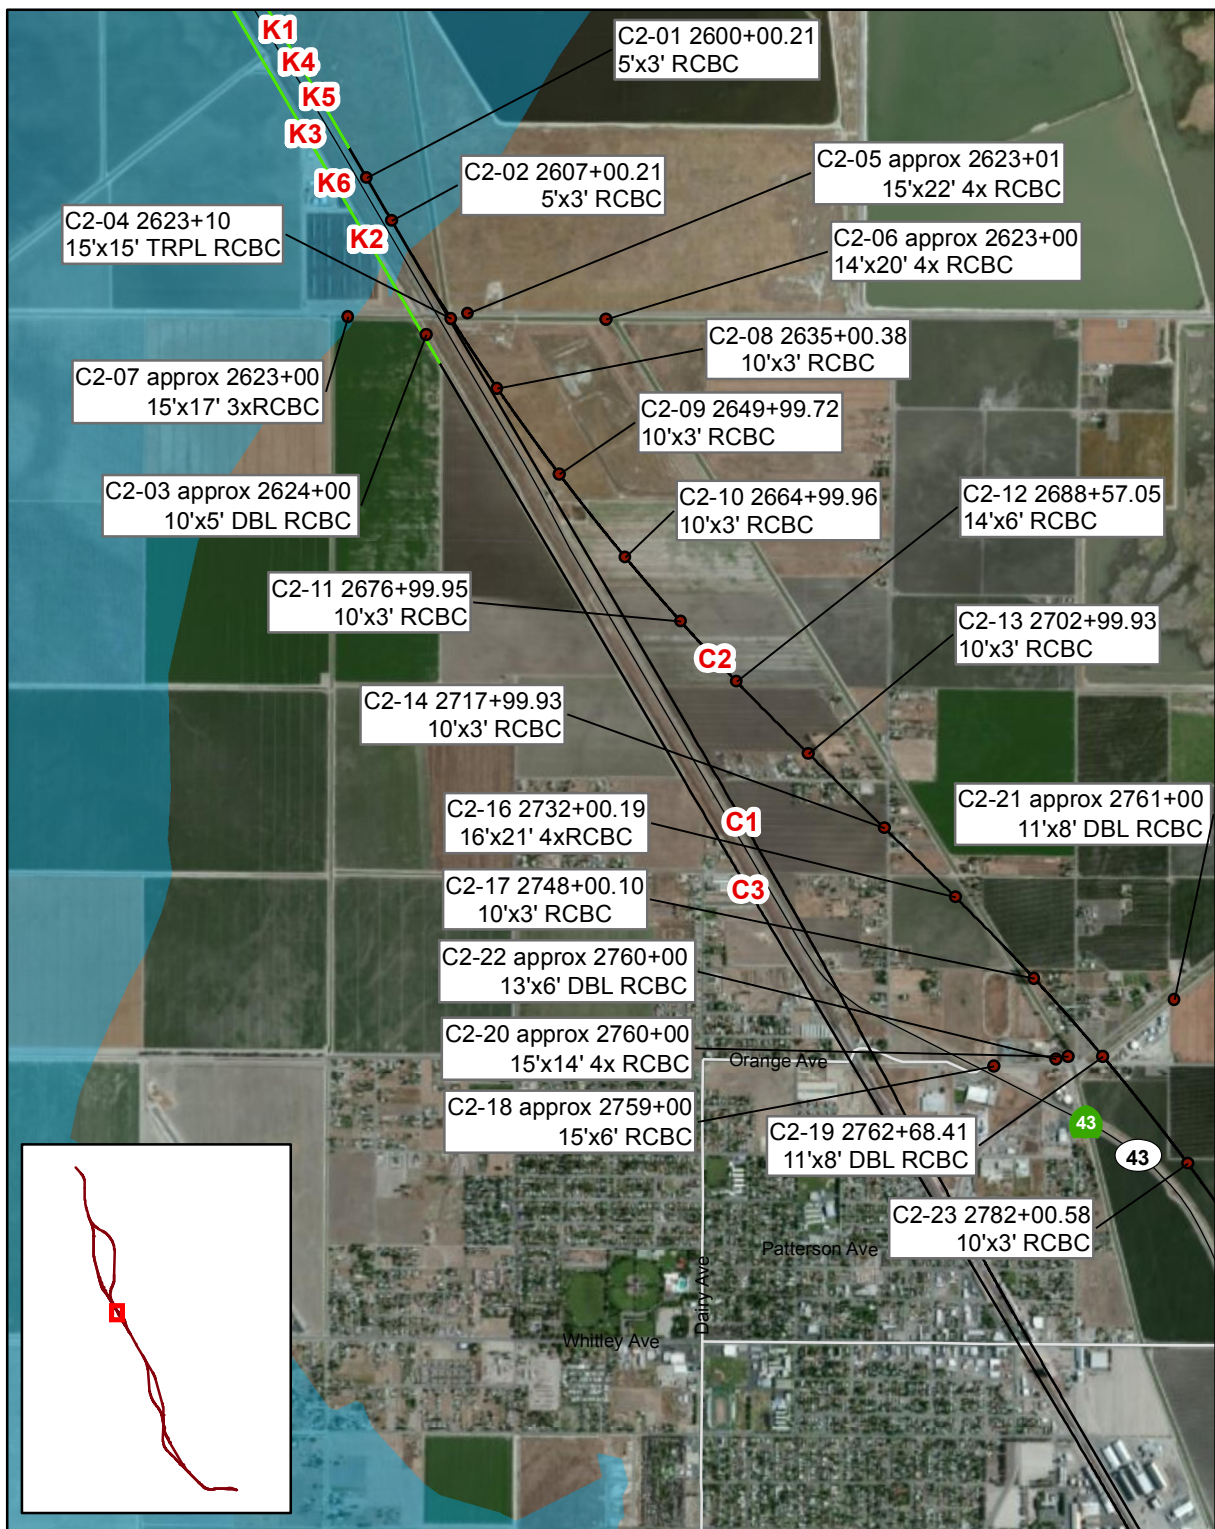 K1
K4
K5
K3
K6
K2
C2-01 2600+00.21
5'x3' RCBC
C2-02 2607+00.21
5'x3' RCBC
C2-05 approx 2623+01
15'x22' 4x RCBC
C2-04 2623+10
15'x15' TRPL RCBC
C2-06 approx 2623+00
14'x20' 4x RCBC
C2-08 2635+00.38
10'x3' RCBC
C2-07 approx 2623+00
15'x17' 3xRCBC
C2-09 2649+99.72
10'x3' RCBC
C2-03 approx 2624+00
10'x5' DBL RCBC
C2-10 2664+99.96
10'x3' RCBC
C2-12 2688+57.05
14'x6' RCBC
C2-11 2676+99.95
10'x3' RCBC
C2-13 2702+99.93
10'x3' RCBC
C2
C2-14 2717+99.93
10'x3' RCBC
C2-21 approx 2761+00
11'x8' DBL RCBC
C2-16 2732+00.19
16'x21' 4xRCBC
C1
C3
C2-17 2748+00.10
10'x3' RCBC
C2-22 approx 2760+00
13'x6' DBL RCBC
C2-20 approx 2760+00
15'x14' 4x RCBC
Orange Ave
C2-18 approx 2759+00
15'x6' RCBC
C2-19 2762+68.41
11'x8' DBL RCBC
43
43
C2-23 2782+00.58
10'x3' RCBC
Patterson Ave
Dairy Ave
Whitley Ave